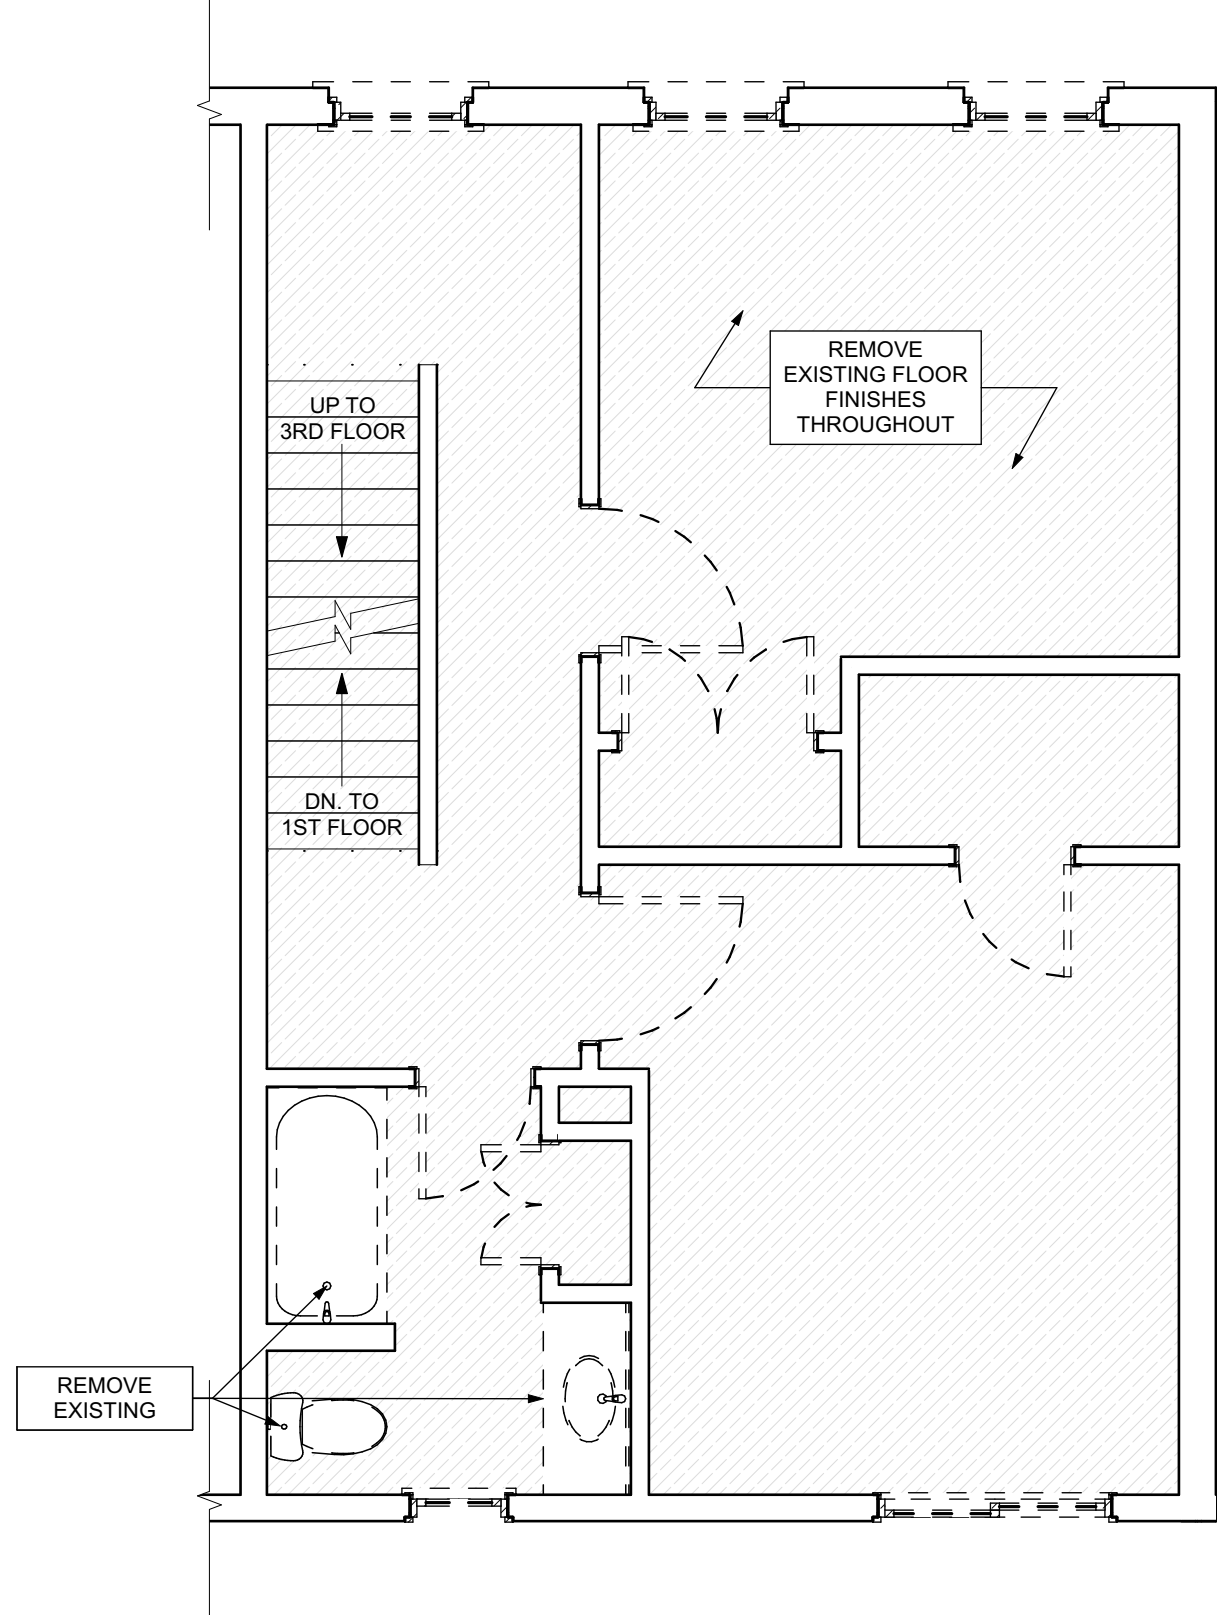 REMOVE
EXISTING FLOOR
FINISHES
THROUGHOUT
UP TO
3RD FLOOR
DN. TO
1ST FLOOR
REMOVE
EXISTING